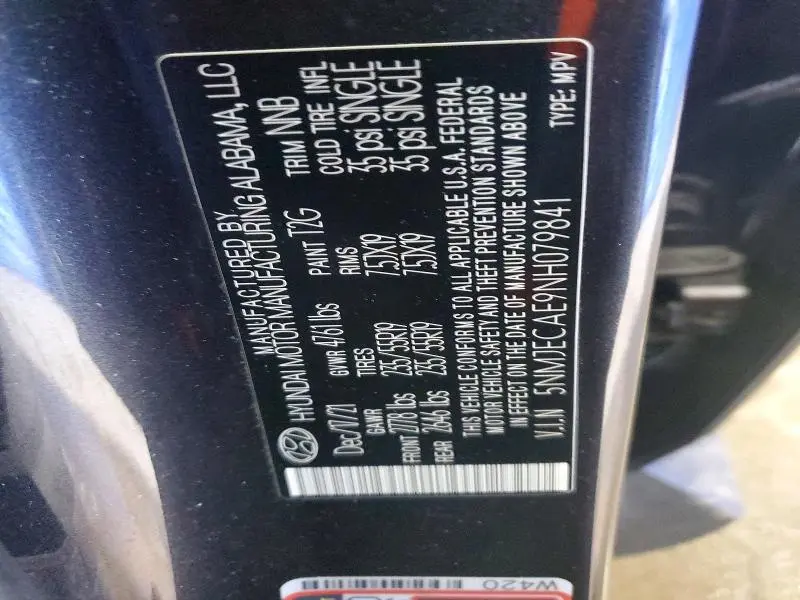 MANUFACTURED BY
HYUNDAI MOTOR MANUFACTURING ALABAMA, LLC
Dec/17/21 GVWR 4761 lbs PAINT T2G TRIM NNB
GAWR TIRES RIMS COLD TIRE INFL
FRONT 2778 lbs 235/55R19 7.5JX19 35 psi SINGLE
REAR 2646 lbs 235/55R19 7.5JX19 35 psi SINGLE
THIS VEHICLE CONFORMS TO ALL APPLICABLE U.S.A. FEDERAL
MOTOR VEHICLE SAFETY AND THEFT PREVENTION STANDARDS
IN EFFECT ON THE DATE OF MANUFACTURE SHOWN ABOVE
V.I.N 5NMJECAE9NH079841 TYPE: MPV
W420